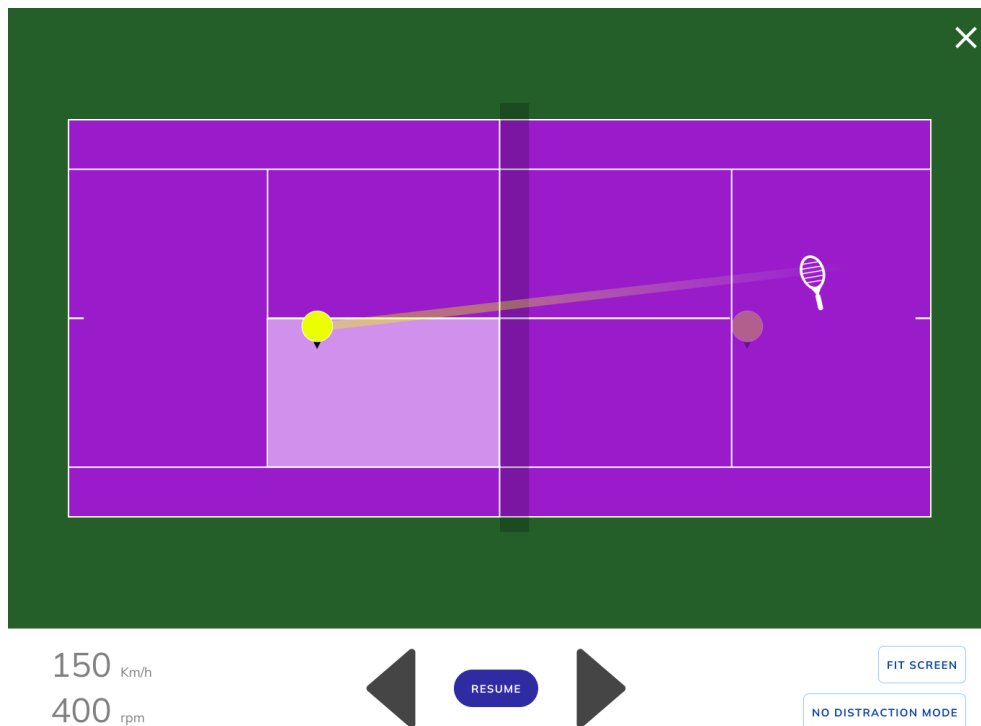 150 Km/h
400 rpm
RESUME
FIT SCREEN
NO DISTRACTION MODE